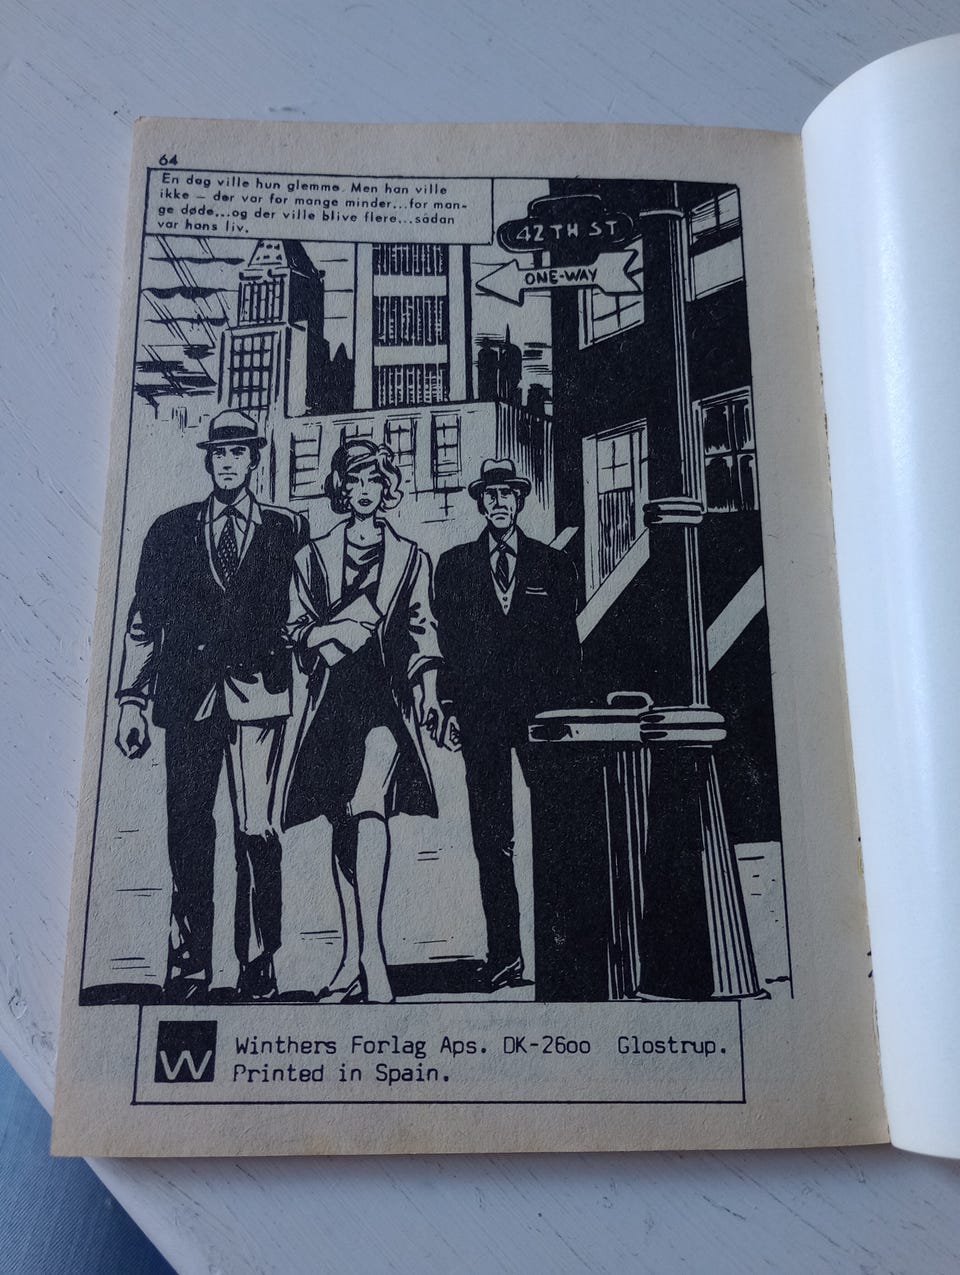 64
En dag ville hun glemme. Men han ville
ikke – der var for mange minder...for man-
ge døde...og der ville blive flere...sådan
var hans liv.
42TH ST
ONE-WAY
W
Winthers Forlag Aps. DK-2600 Glostrup.
Printed in Spain.